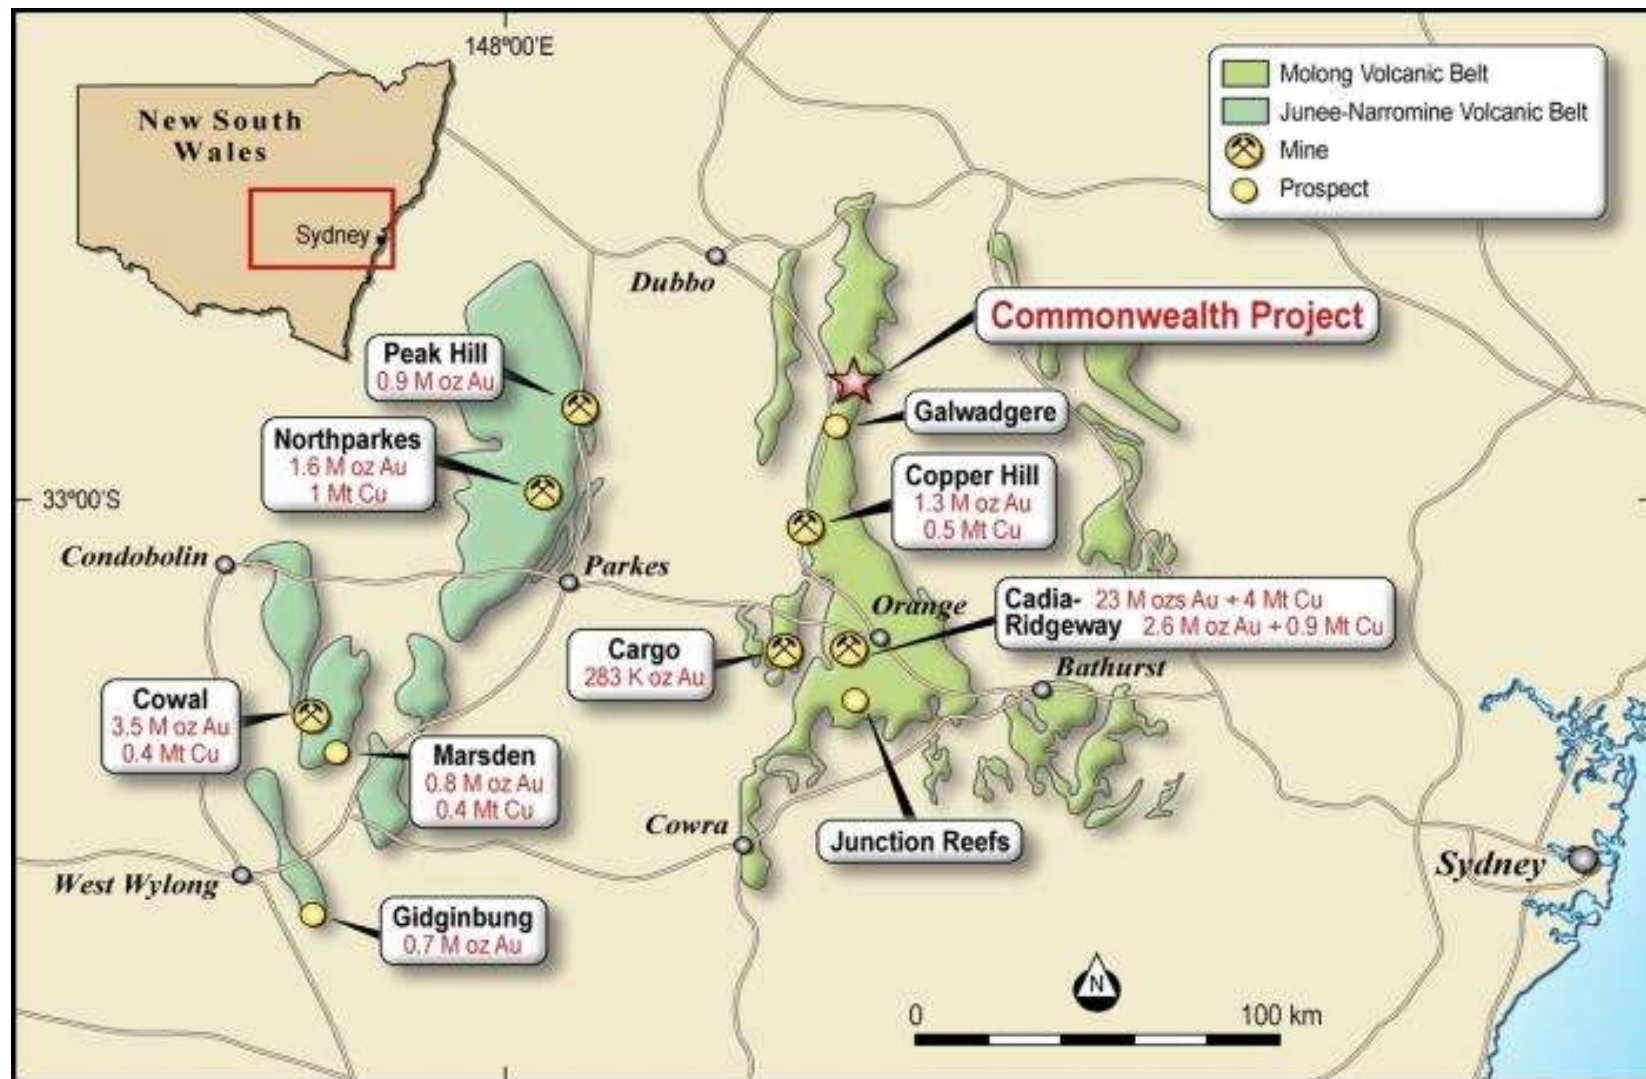 148°00'E
New South
Wales
Sydney
Molong Volcanic Belt
Junee-Narromine Volcanic Belt
Mine
Prospect
Dubbo
Commonwealth Project
Peak Hill
0.9 M oz Au
Galwadgere
Northparkes
1.6 M oz Au
1 Mt Cu
Copper Hill
1.3 M oz Au
0.5 Mt Cu
33°00'S
Condobolin
Parkes
Orange
Cadia- 23 M ozs Au + 4 Mt Cu
Ridgeway 2.6 M oz Au + 0.9 Mt Cu
Cargo
283 K oz Au
Bathurst
Cowal
3.5 M oz Au
0.4 Mt Cu
Marsden
0.8 M oz Au
0.4 Mt Cu
Cowra
Junction Reefs
Sydney
West Wylong
Gidginbung
0.7 M oz Au
N
0 100 km